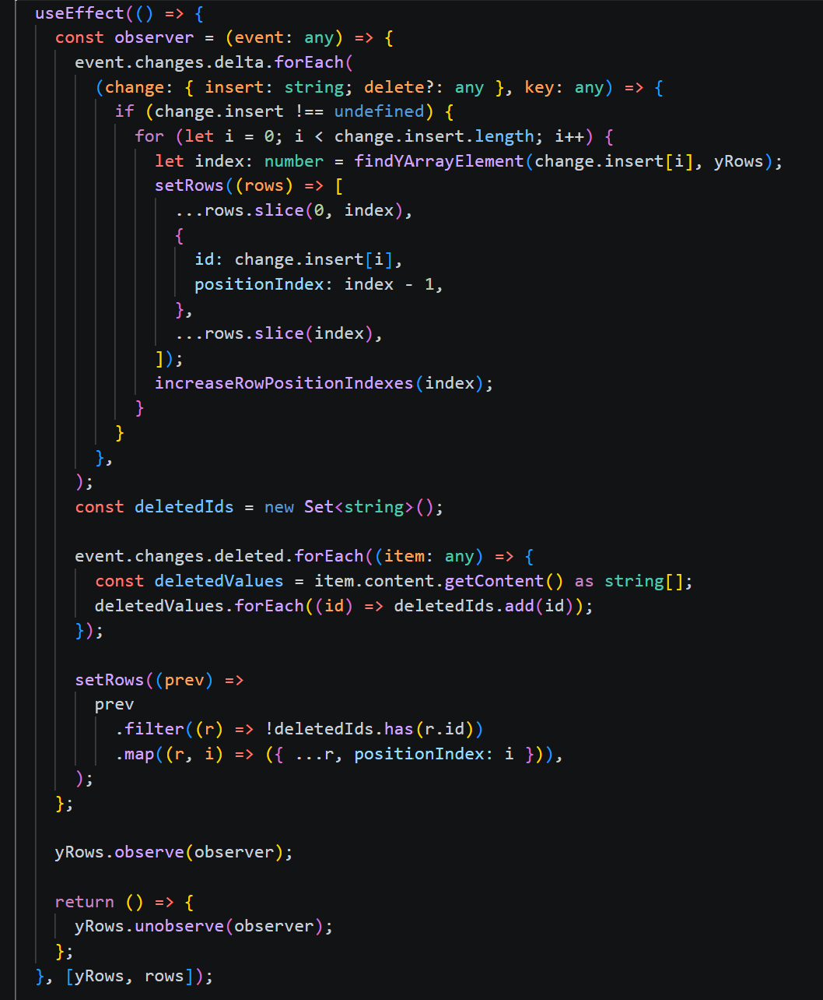 useEffect(() => {
  const observer = (event: any) => {
    event.changes.delta.forEach(
      (change: { insert: string; delete?: any }, key: any) => {
        if (change.insert !== undefined) {
          for (let i = 0; i < change.insert.length; i++) {
            let index: number = findYArrayElement(change.insert[i], yRows);
            setRows((rows) => [
              ...rows.slice(0, index),
              {
                id: change.insert[i],
                positionIndex: index - 1,
              },
              ...rows.slice(index),
            ]);
            increaseRowPositionIndexes(index);
          }
        }
      },
    );
    const deletedIds = new Set<string>();

    event.changes.deleted.forEach((item: any) => {
      const deletedValues = item.content.getContent() as string[];
      deletedValues.forEach((id) => deletedIds.add(id));
    });

    setRows((prev) =>
      prev
        .filter((r) => !deletedIds.has(r.id))
        .map((r, i) => ({ ...r, positionIndex: i })),
    );
  };

  yRows.observe(observer);

  return () => {
    yRows.unobserve(observer);
  };
}, [yRows, rows]);